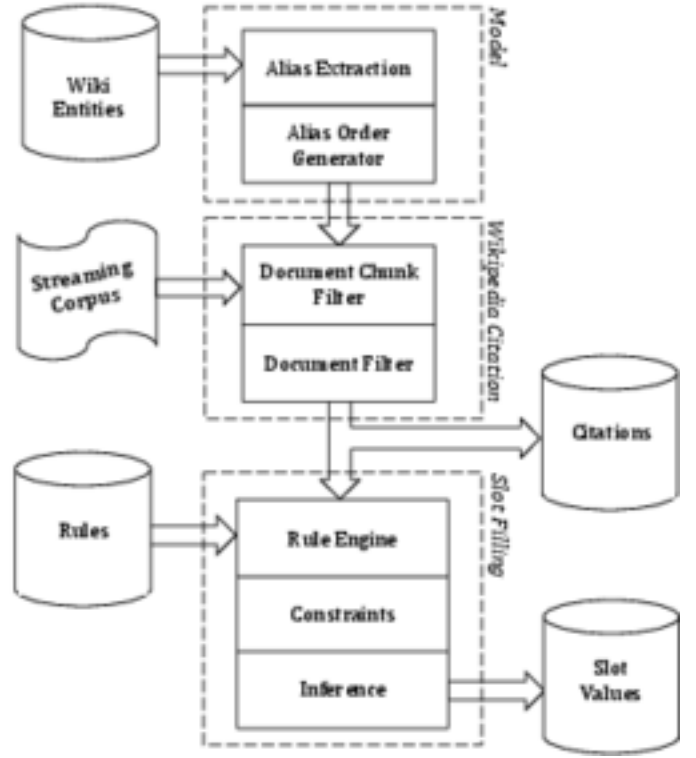 Model
Wiki
Entities
Alias Extraction
Alias Order
Generator
Wikipedia Citation
Streaming
Corpus
Document Chunk
Filter
Document Filter
Citations
Slot Filling
Rules
Rule Engine
Constraints
Inference
Slot
Values